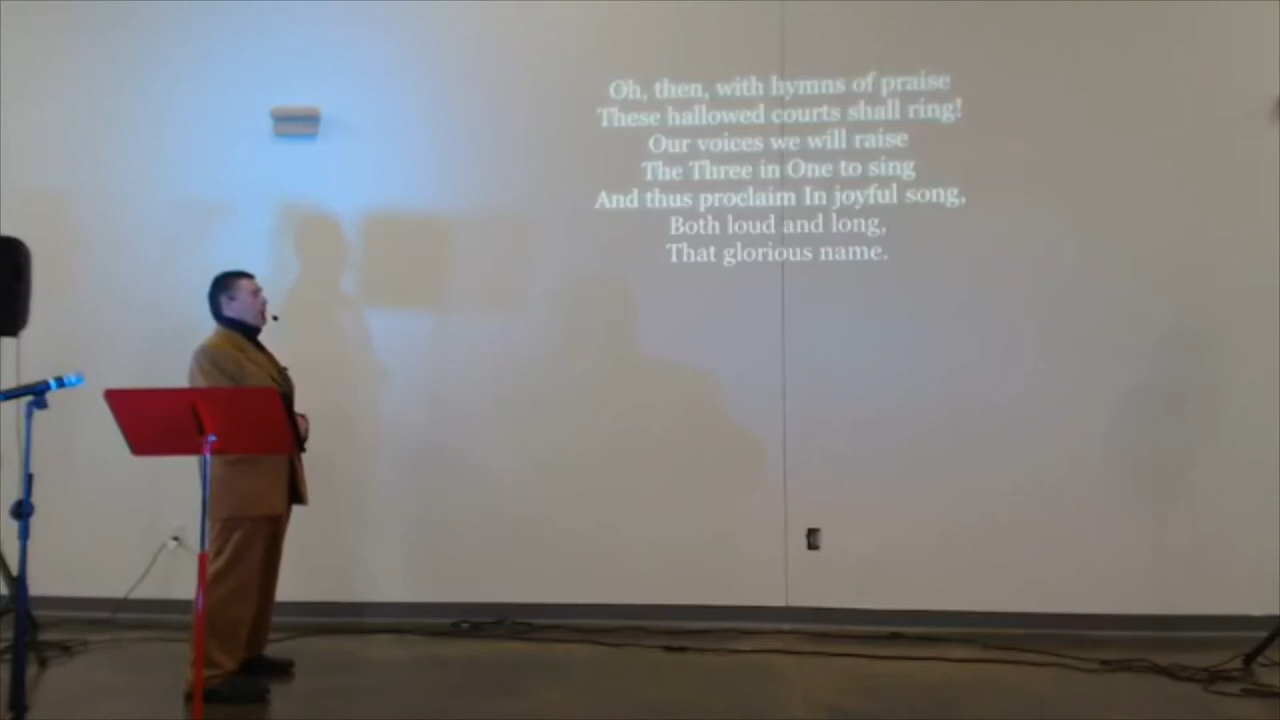 Oh, then, with hymns of praise
These hallowed courts shall ring!
Our voices we will raise
The Three in One to sing
And thus proclaim In joyful song,
Both loud and long,
That glorious name.